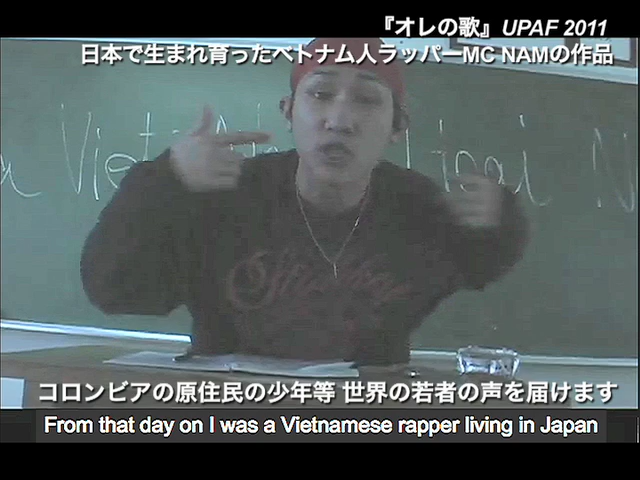 『オレの歌』UPAF 2011
日本で生まれ育ったベトナム人ラッパーMC NAMの作品
Viet
コロンビアの原住民の少年等 世界の若者の声を届けます
From that day on I was a Vietnamese rapper living in Japan